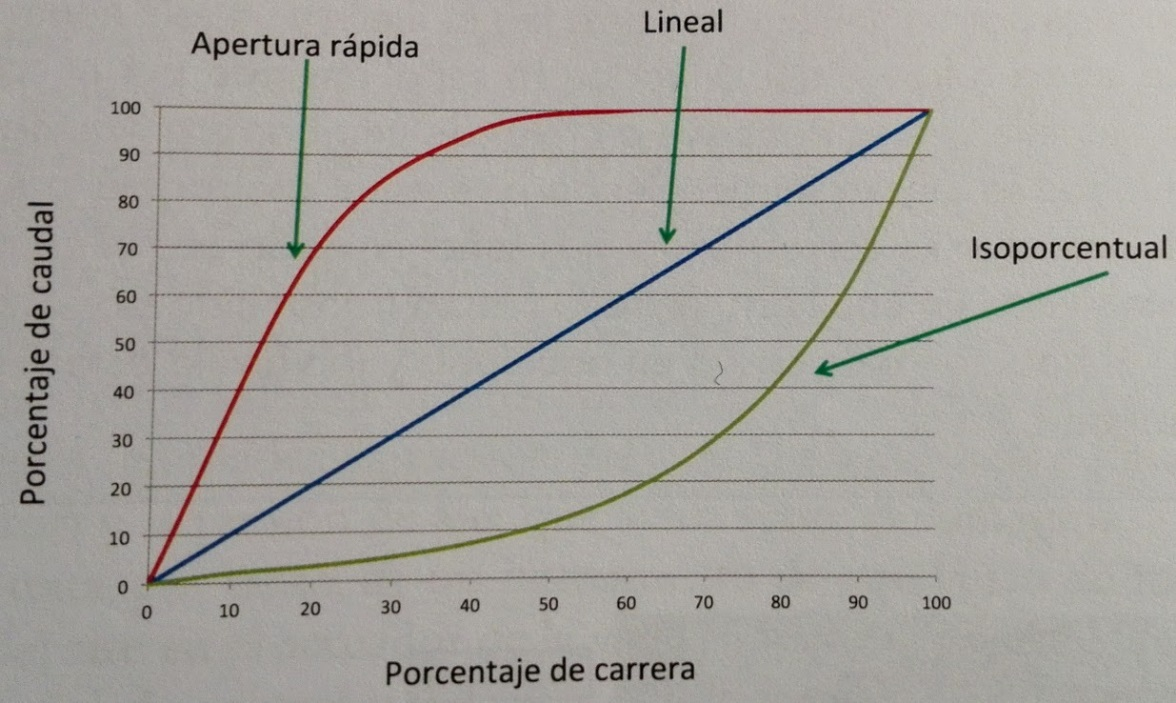 Lineal
Apertura rápida
100
90
80
70
60
50
40
30
20
10
0
Porcentaje de caudal
Isoporcentual
0 10 20 30 40 50 60 70 80 90 100
Porcentaje de carrera